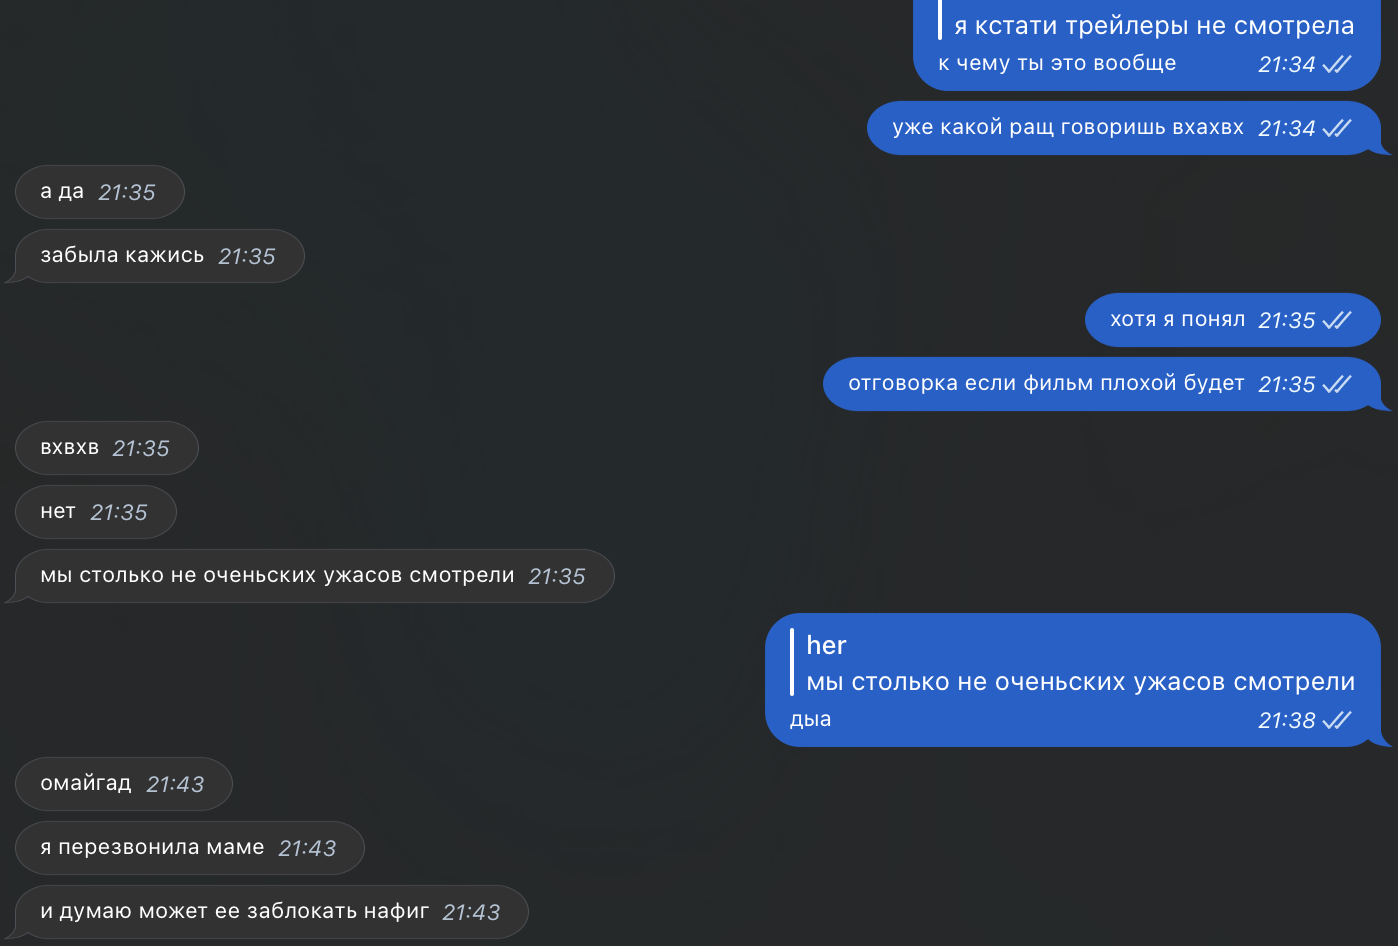 я кстати трейлеры не смотрела
к чему ты это вообще 21:34
уже какой ращ говоришь вхахвх 21:34
а да 21:35
забыла кажись 21:35
хотя я понял 21:35
отговорка если фильм плохой будет 21:35
вхвхв 21:35
нет 21:35
мы столько не оченьских ужасов смотрели 21:35
her
мы столько не оченьских ужасов смотрели
дыа 21:38
омайгад 21:43
я перезвонила маме 21:43
и думаю может ее заблокать нафиг 21:43